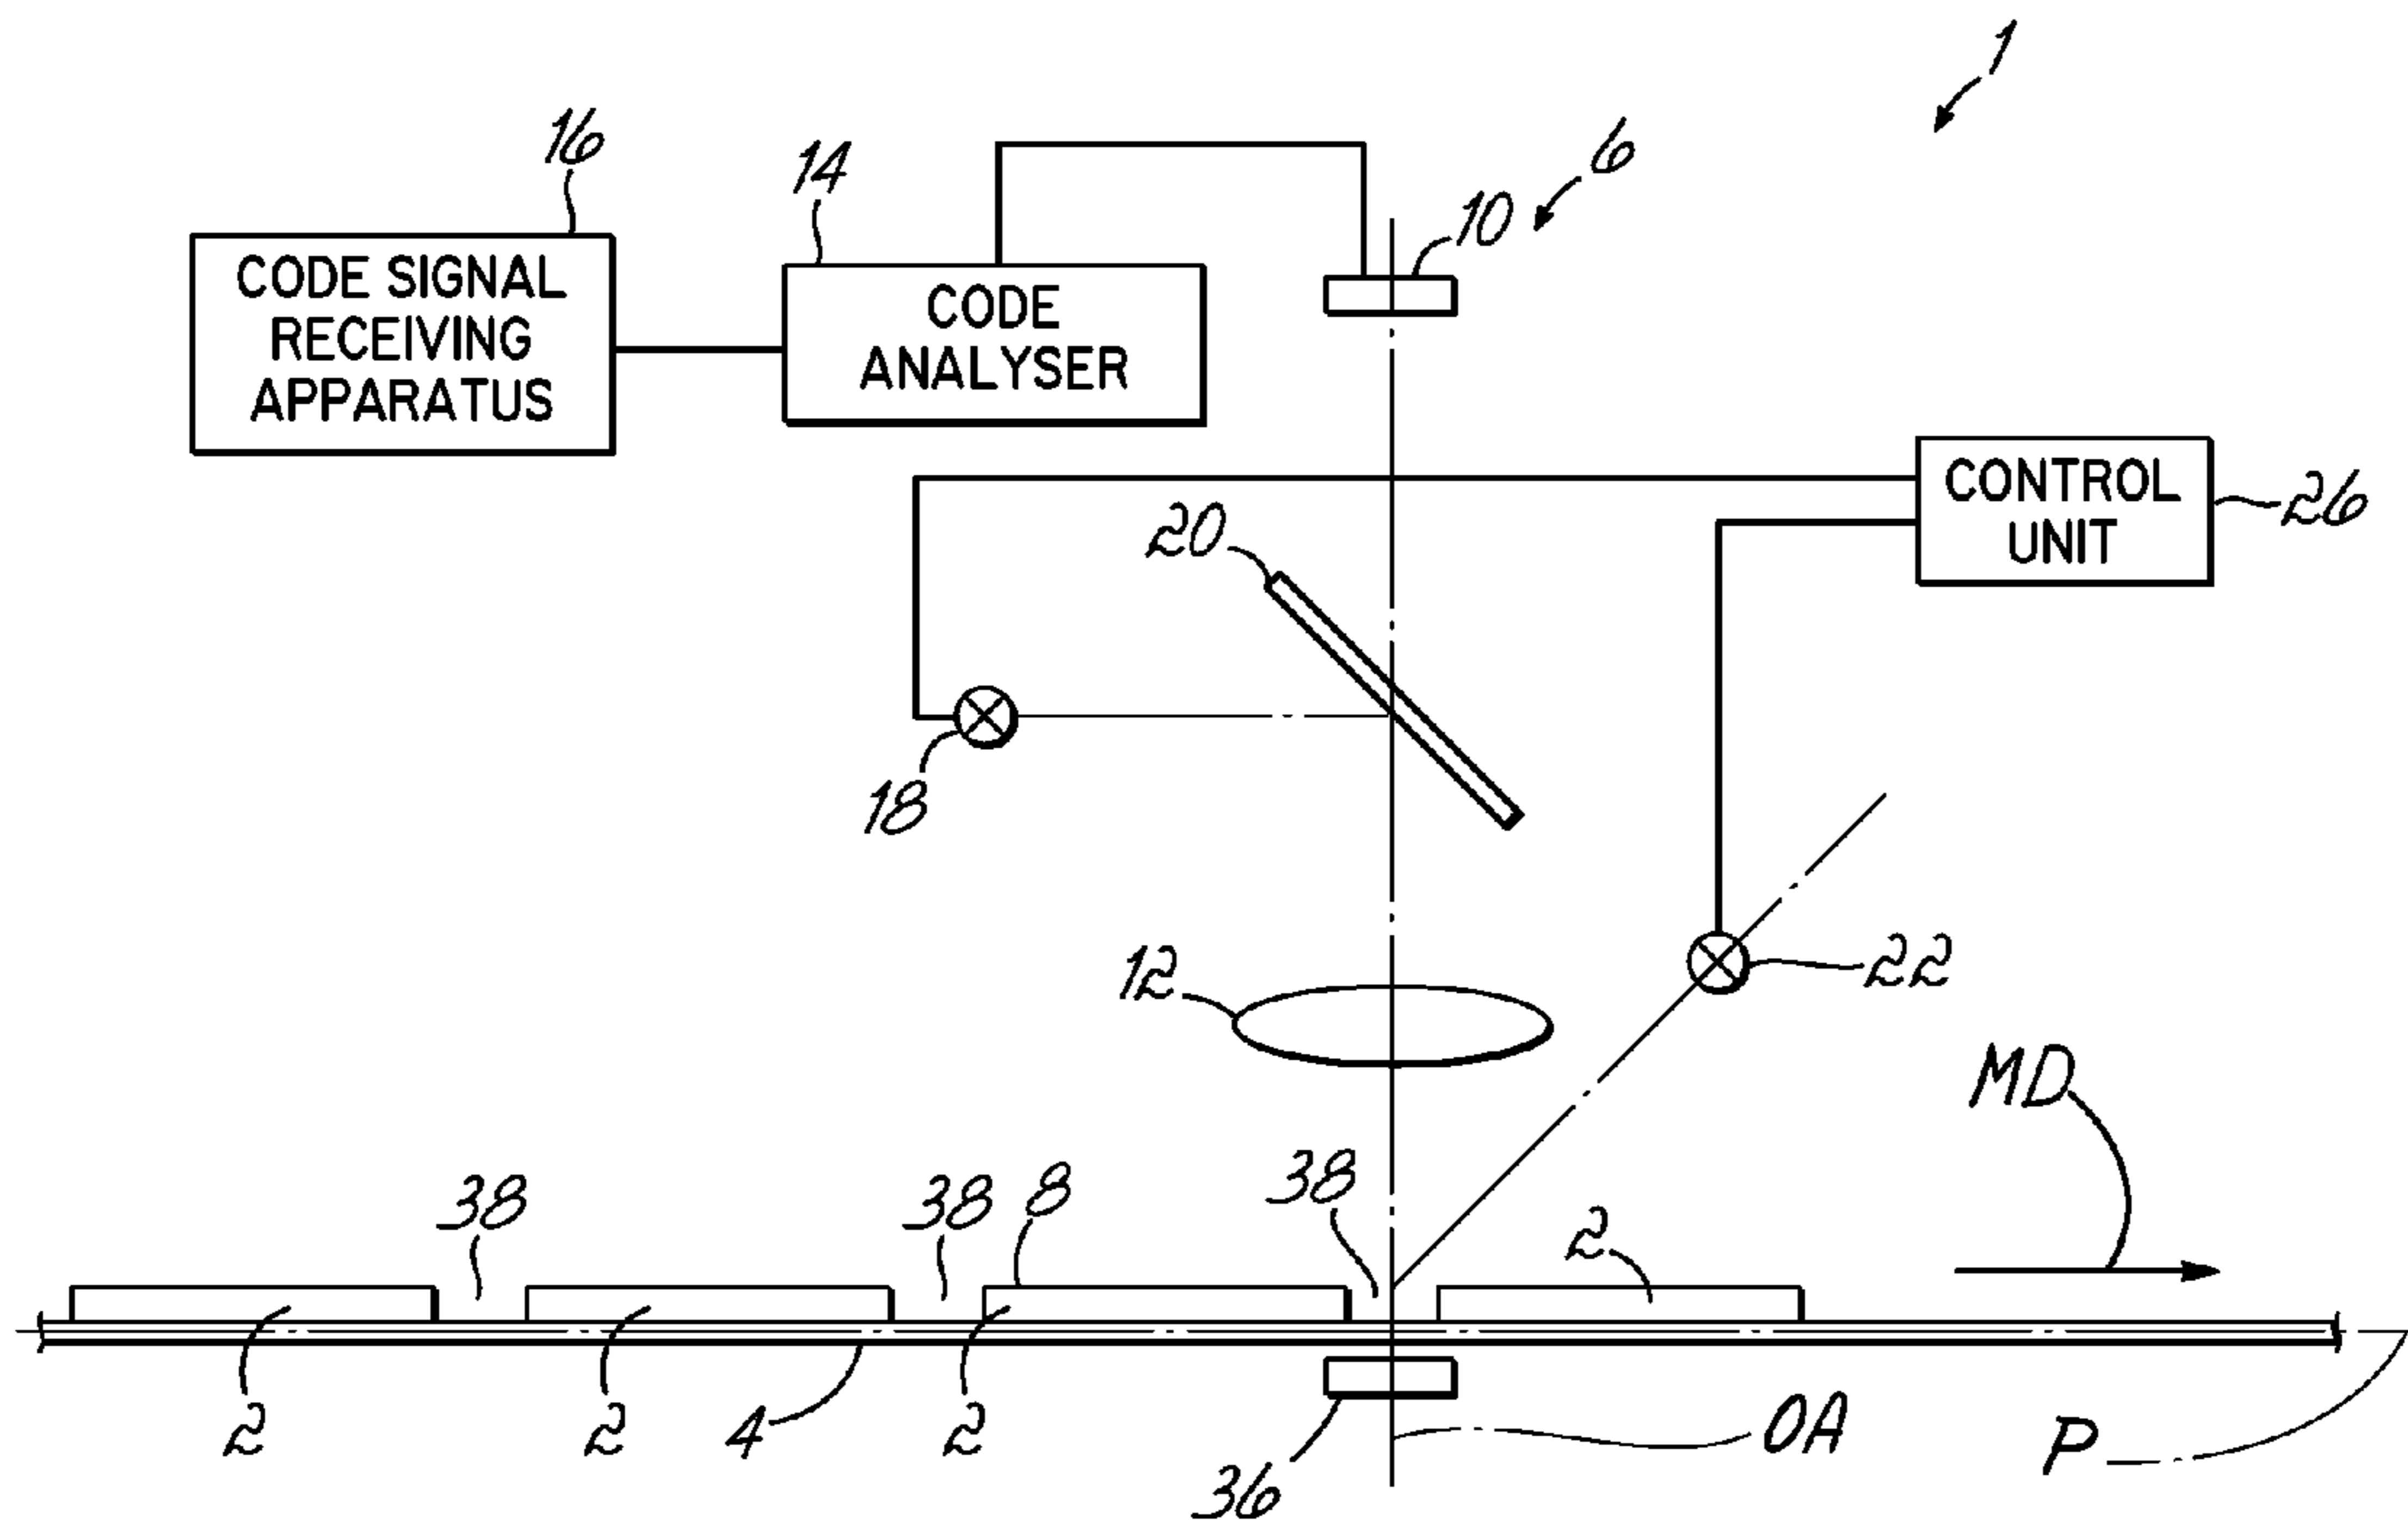 1
16
14
6
10
CODE SIGNAL
RECEIVING
APPARATUS
CODE
ANALYSER
CONTROL
UNIT
26
20
18
12
22
MD
38
38
8
38
2
2
2
4
2
36
OA
P